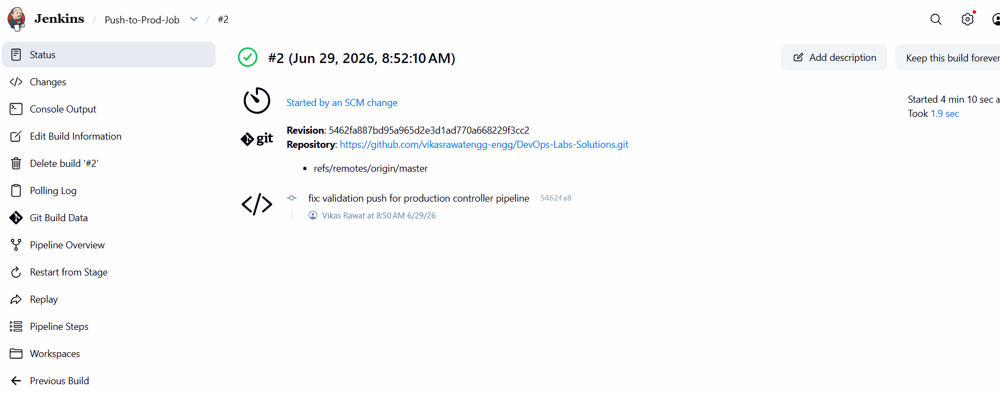 Jenkins / Push-to-Prod-Job / #2
Status
Changes
Console Output
Edit Build Information
Delete build ‘#2’
Polling Log
Git Build Data
Pipeline Overview
Restart from Stage
Replay
Pipeline Steps
Workspaces
Previous Build
#2 (Jun 29, 2026, 8:52:10 AM)
Add description
Keep this build forever
Started 4 min 10 sec a
Took 1.9 sec
Started by an SCM change
git
Revision: 5462fa887bd95a965d2e3d1ad770a668229f3cc2
Repository: https://github.com/vikasrawatengg-engg/DevOps-Labs-Solutions.git
• refs/remotes/origin/master
fix: validation push for production controller pipeline 5462fa8
Vikas Rawat at 8:50 AM 6/29/26